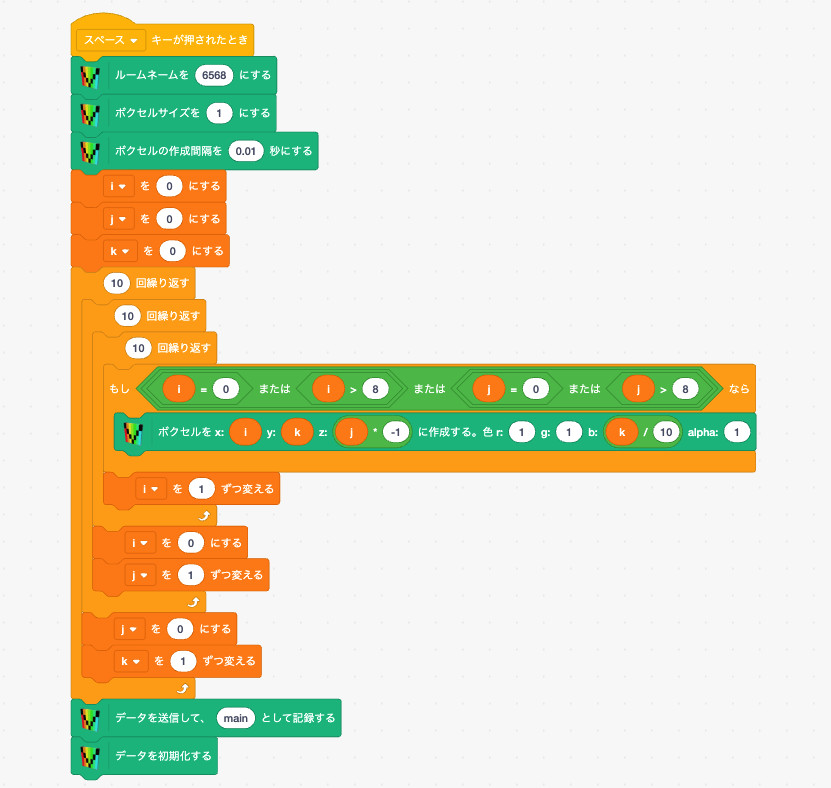 スペース キーが押されたとき
ルームネームを 6568 にする
ボクセルサイズを 1 にする
ボクセルの作成間隔を 0.01 秒にする
i を 0 にする
j を 0 にする
k を 0 にする
10 回繰り返す
10 回繰り返す
10 回繰り返す
もし i = 0 または i > 8 または j = 0 または j > 8 なら
ボクセルを x: i y: k z: j * -1 に作成する。色 r: 1 g: 1 b: k / 10 alpha: 1
i を 1 ずつ変える
i を 0 にする
j を 1 ずつ変える
j を 0 にする
k を 1 ずつ変える
データを送信して、 main として記録する
データを初期化する